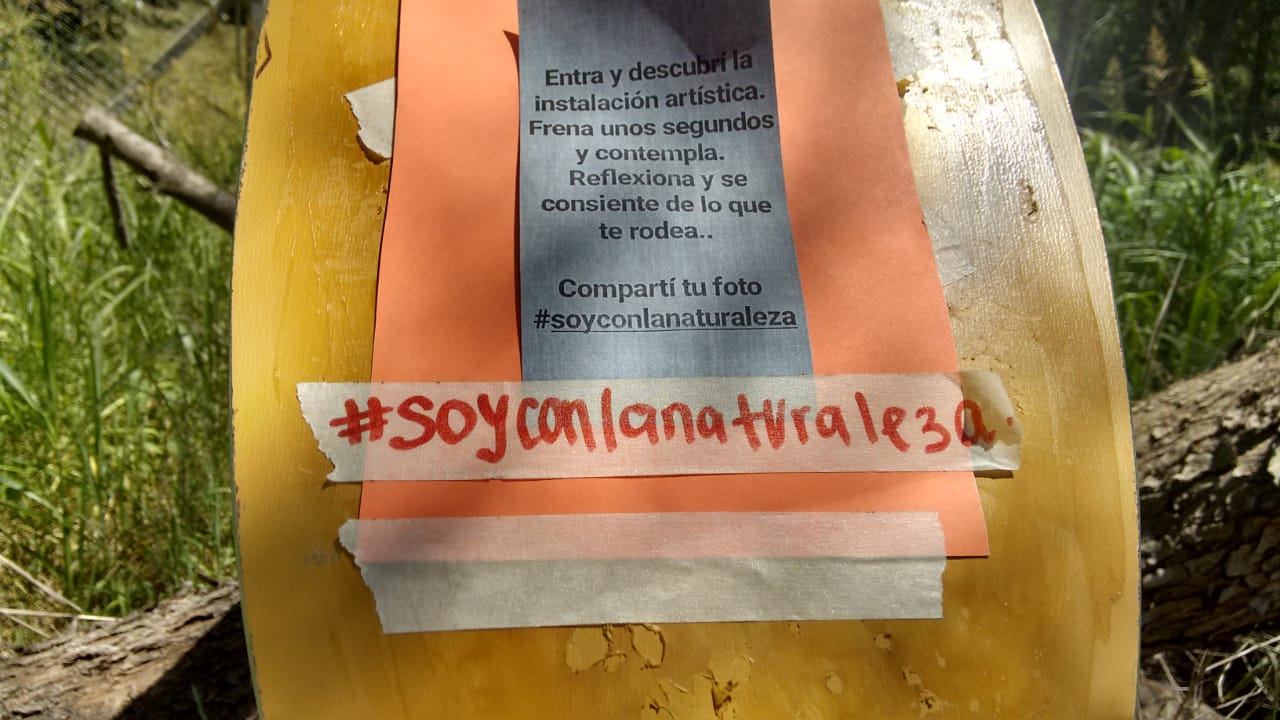 Entra y descubrí la
instalación artística.
Frena unos segundos
y contempla.
Reflexiona y se
consiente de lo que
te rodea..
Compartí tu foto
#soyconlanaturaleza
#soyconlanaturaleza.